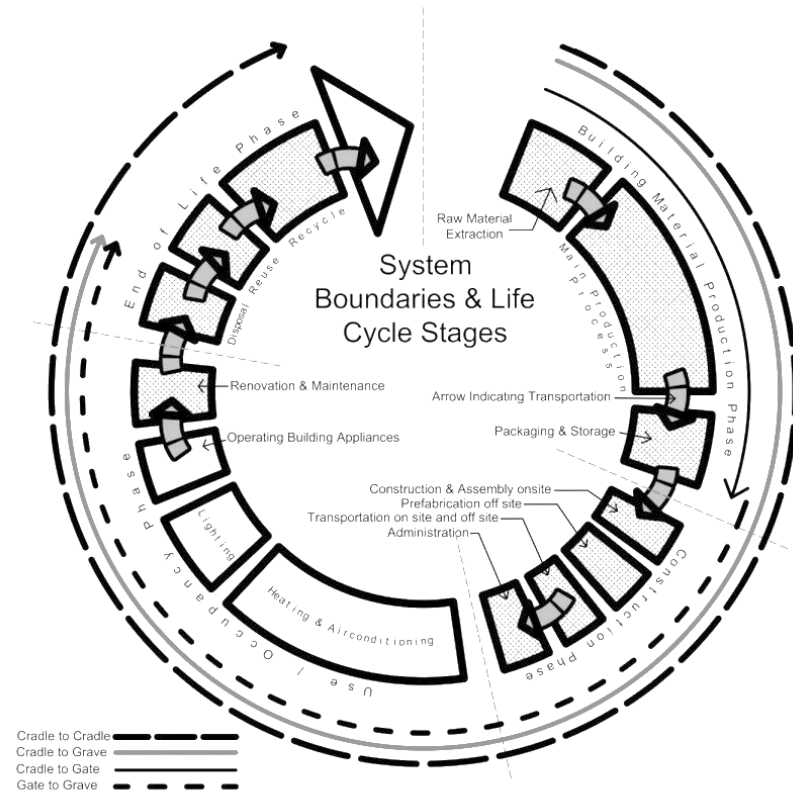 System
Boundaries & Life
Cycle Stages
Building Material Production Phase
Raw Material
Extraction
Main Production
Process
Arrow Indicating Transportation
Packaging & Storage
Construction & Assembly onsite
Prefabrication off site
Transportation on site and off site
Administration
Construction phase
Use / Occupancy Phase
Heating & Airconditioning
Lighting
Operating Building Appliances
Renovation & Maintenance
End of Life Phase
Disposal Reuse Recycle
Cradle to Cradle
Cradle to Grave
Cradle to Gate
Gate to Grave